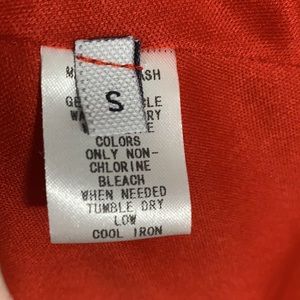 S
COLORS
ONLY NON-
CHLORINE
BLEACH
WHEN NEEDED
TUMBLE DRY
LOW
COOL IRON